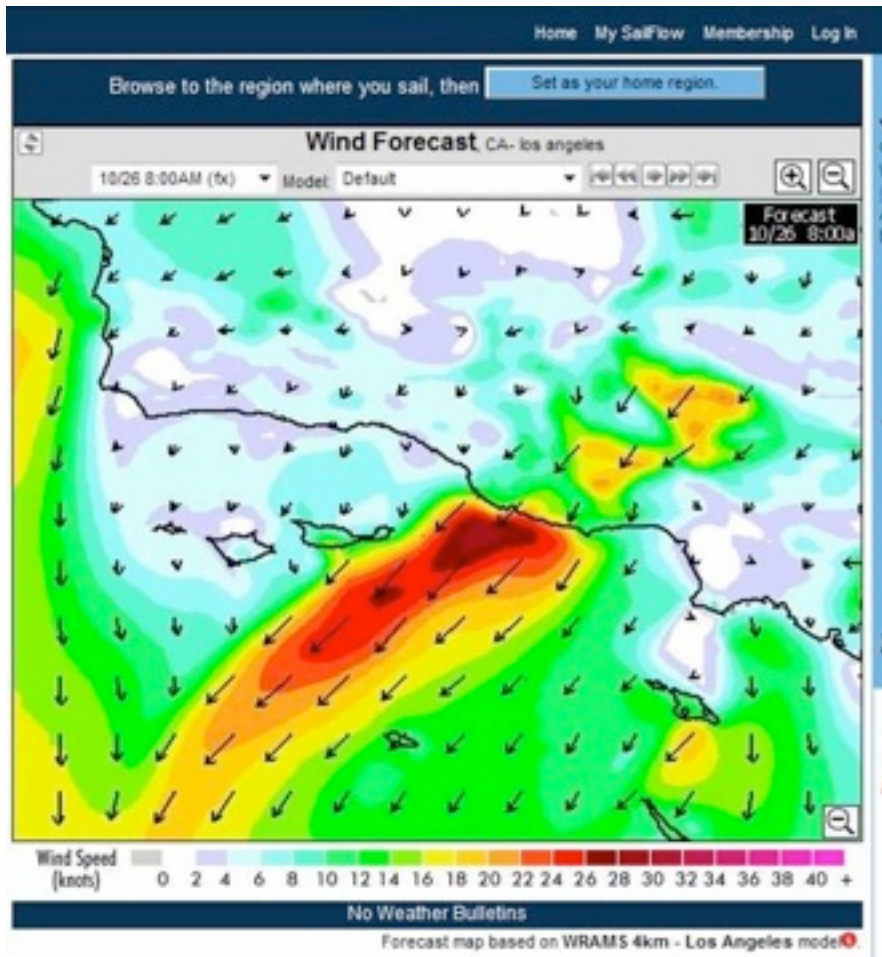 Home My SailFlow Membership Log In
Browse to the region where you sail, then Set as your home region.
Wind Forecast, CA- los angeles
10/26 8:00AM (fx) Model: Default
Forecast
10/26 8:00a
Wind Speed
(knots)
0 2 4 6 8 10 12 14 16 18 20 22 24 26 28 30 32 34 36 38 40 +
No Weather Bulletins
Forecast map based on WRAMS 4km - Los Angeles model